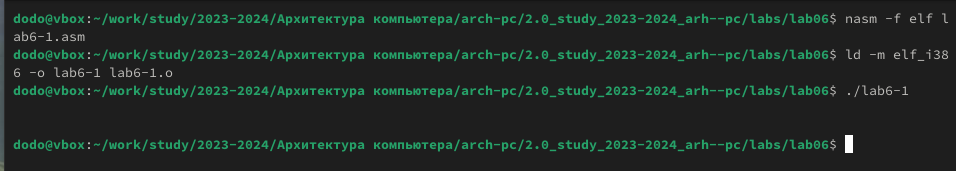 dodo@vbox:~/work/study/2023-2024/Архитектура компьютера/arch-pc/2.0_study_2023-2024_arh--pc/labs/lab06$ nasm -f elf l
ab6-1.asm
dodo@vbox:~/work/study/2023-2024/Архитектура компьютера/arch-pc/2.0_study_2023-2024_arh--pc/labs/lab06$ ld -m elf_i38
6 -o lab6-1 lab6-1.o
dodo@vbox:~/work/study/2023-2024/Архитектура компьютера/arch-pc/2.0_study_2023-2024_arh--pc/labs/lab06$ ./lab6-1
dodo@vbox:~/work/study/2023-2024/Архитектура компьютера/arch-pc/2.0_study_2023-2024_arh--pc/labs/lab06$